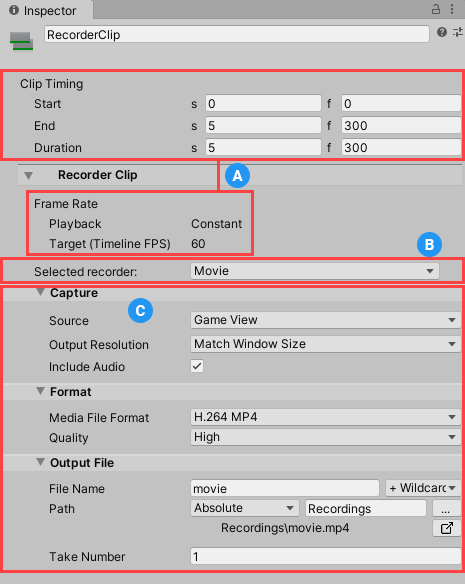 Inspector
RecorderClip
Clip Timing
Start s 0 f 0
End s 5 f 300
Duration s 5 f 300
Recorder Clip
A
Frame Rate
Playback Constant
Target (Timeline FPS) 60
B
Selected recorder: Movie
Capture
C
Source Game View
Output Resolution Match Window Size
Include Audio
Format
Media File Format H.264 MP4
Quality High
Output File
File Name movie + Wildcard
Path Absolute Recordings ...
Recordings\movie.mp4
Take Number 1